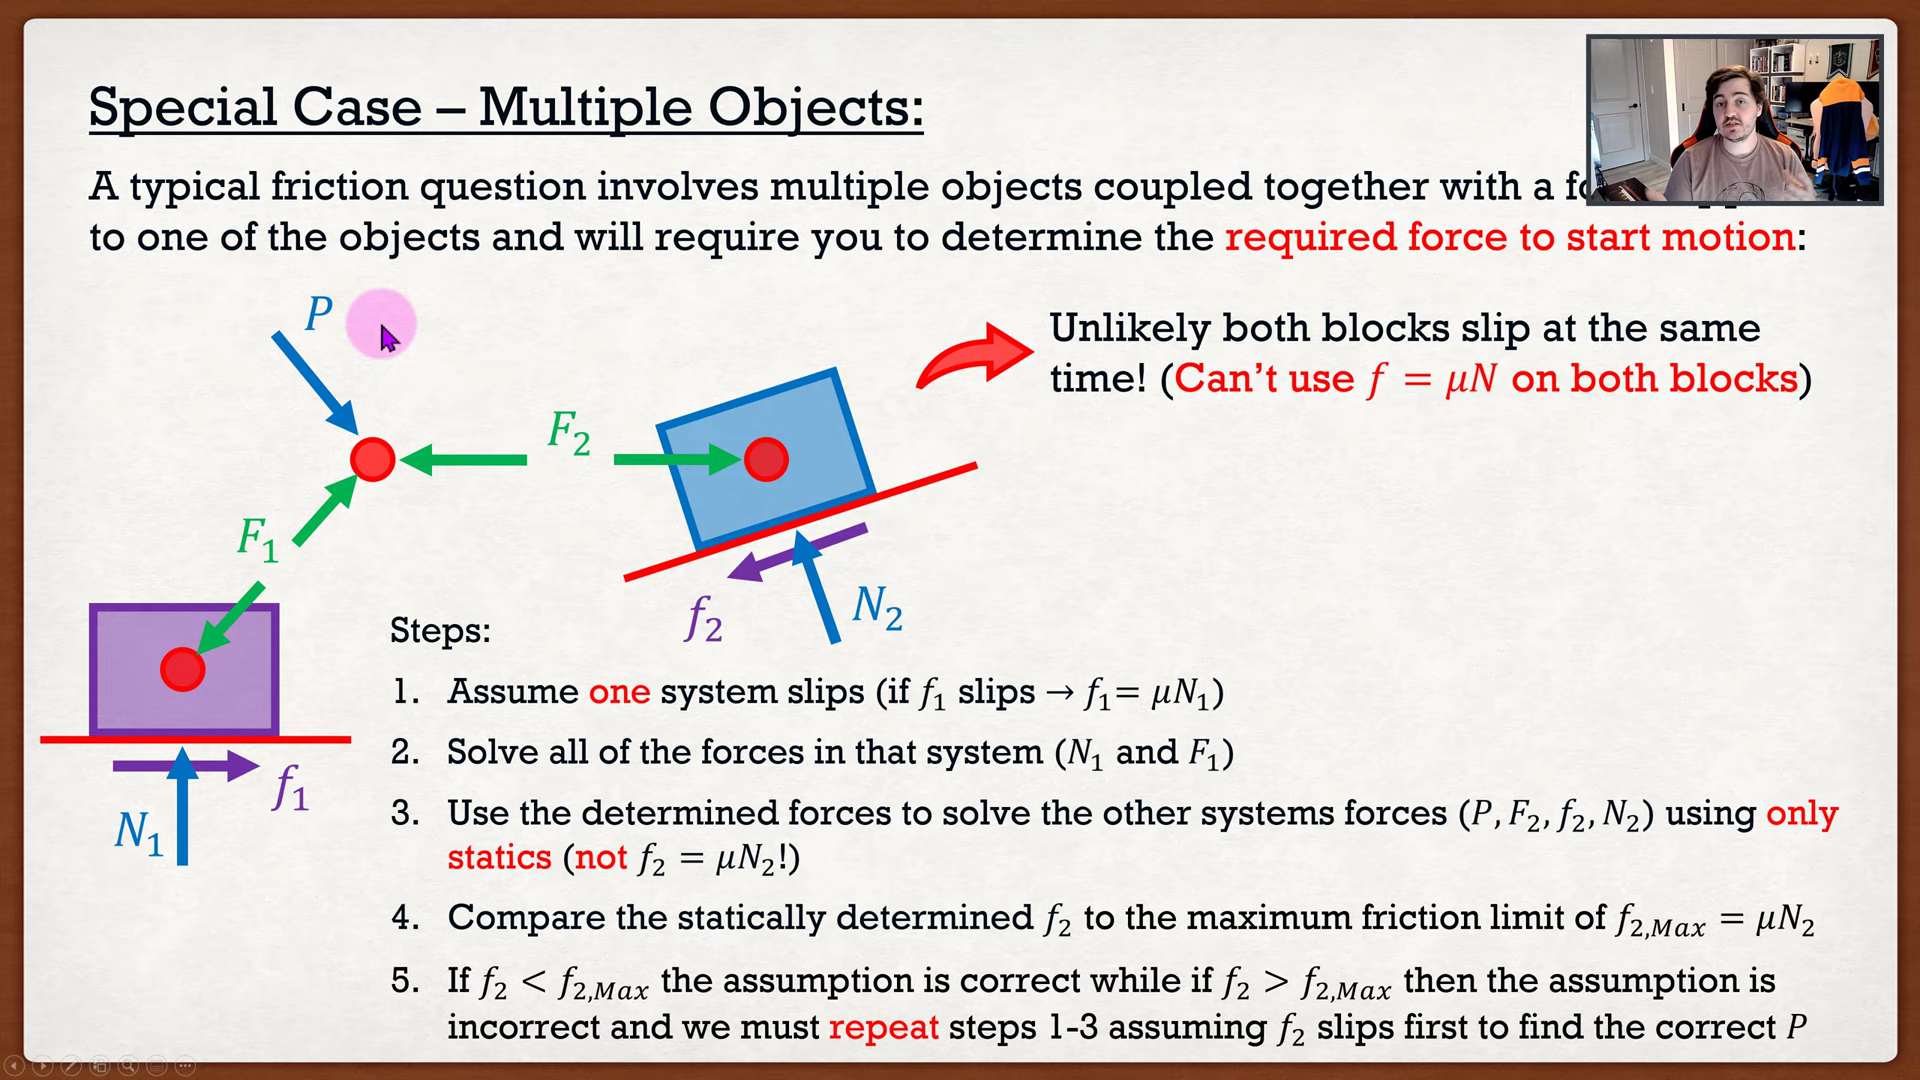 Special Case – Multiple Objects:
A typical friction question involves multiple objects coupled together with a
to one of the objects and will require you to determine the required force to start motion:
P
Unlikely both blocks slip at the same
time! (Can't use f = μN on both blocks)
F₂
F₁
f₂
N₂
f₁
N₁
Steps:
1. Assume one system slips (if f₁ slips → f₁= μN₁)
2. Solve all of the forces in that system (N₁ and F₁)
3. Use the determined forces to solve the other systems forces (P, F₂, f₂, N₂) using only
statics (not f₂ = μN₂!)
4. Compare the statically determined f₂ to the maximum friction limit of f₂,Max = μN₂
5. If f₂ < f₂,Max the assumption is correct while if f₂ > f₂,Max then the assumption is
incorrect and we must repeat steps 1-3 assuming f₂ slips first to find the correct P